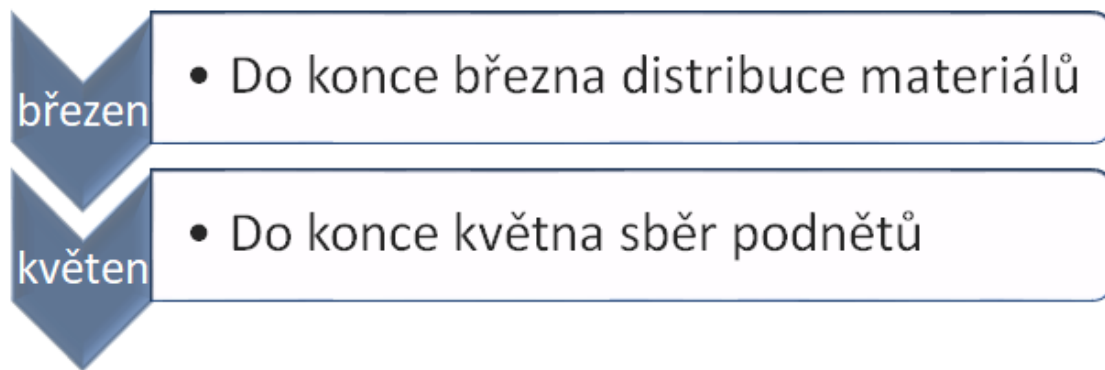 březen
• Do konce března distribuce materiálů
květen
• Do konce května sběr podnětů